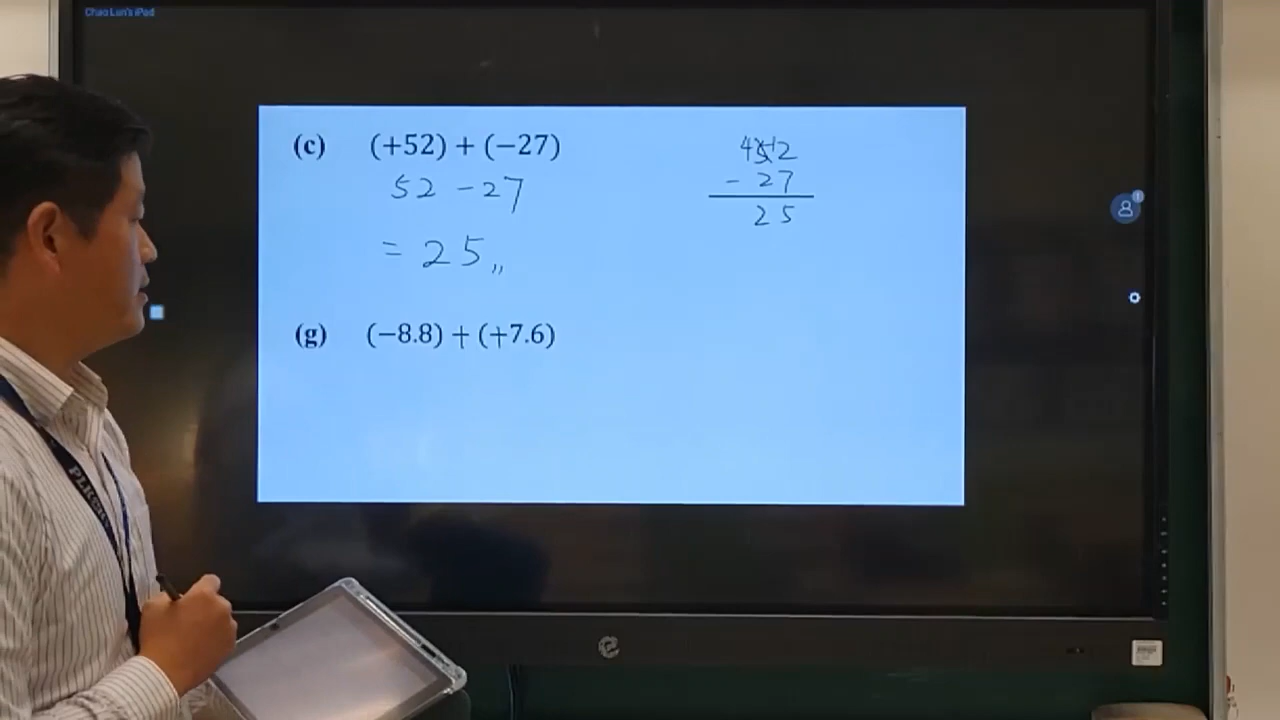 Chao Lun's iPad
(c) (+52) + (−27)
52 − 27
= 25,,
4 5 12
− 27
25
(g) (−8.8) + (+7.6)